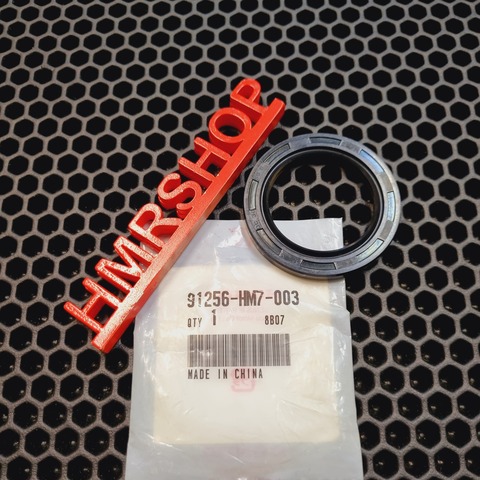 HMRSHOP
91256-HM7-003
QTY 1 8B07
MADE IN CHINA